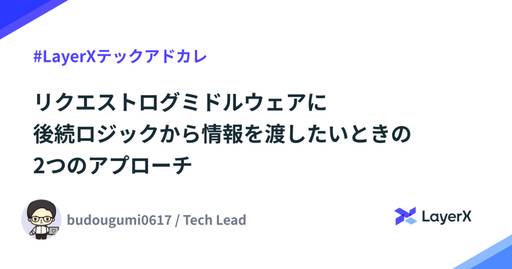 #LayerXテックアドカレ
リクエストログミドルウェアに
後続ロジックから情報を渡したいときの
2つのアプローチ
budougumi0617 / Tech Lead
LayerX